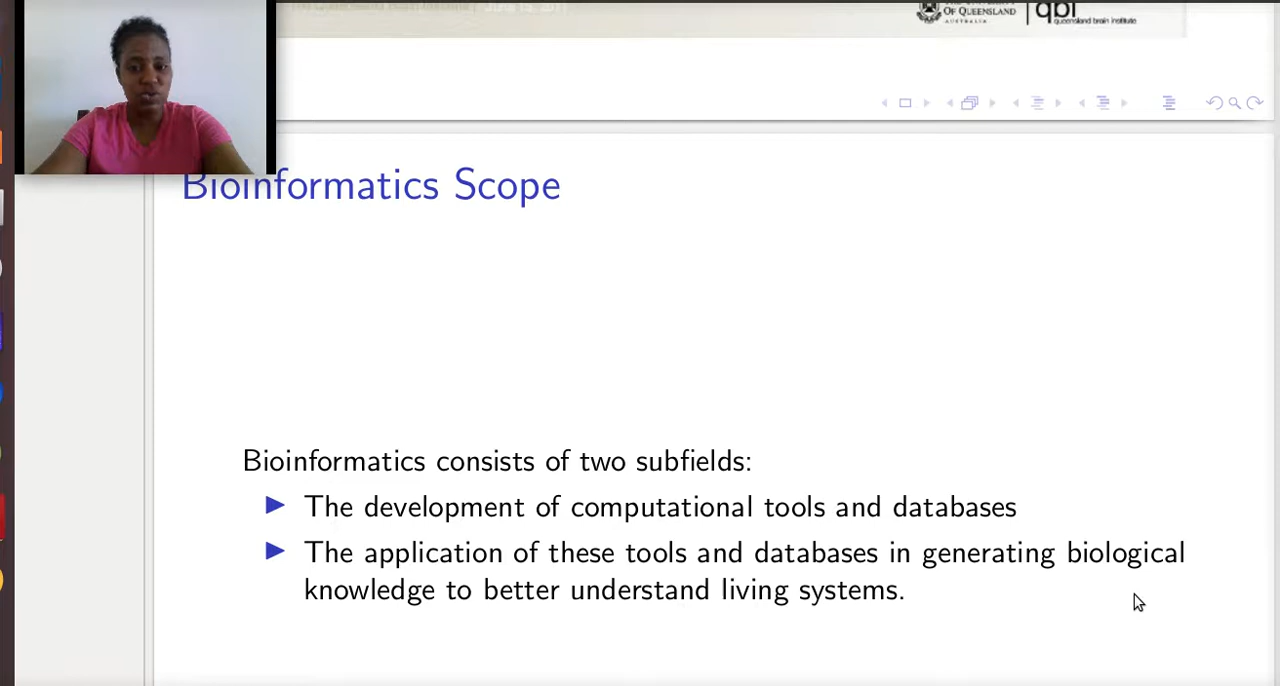 OF QUEENSLAND
AUSTRALIA
qbi
queensland brain institute
Bioinformatics Scope
Bioinformatics consists of two subfields:
The development of computational tools and databases
The application of these tools and databases in generating biological
knowledge to better understand living systems.